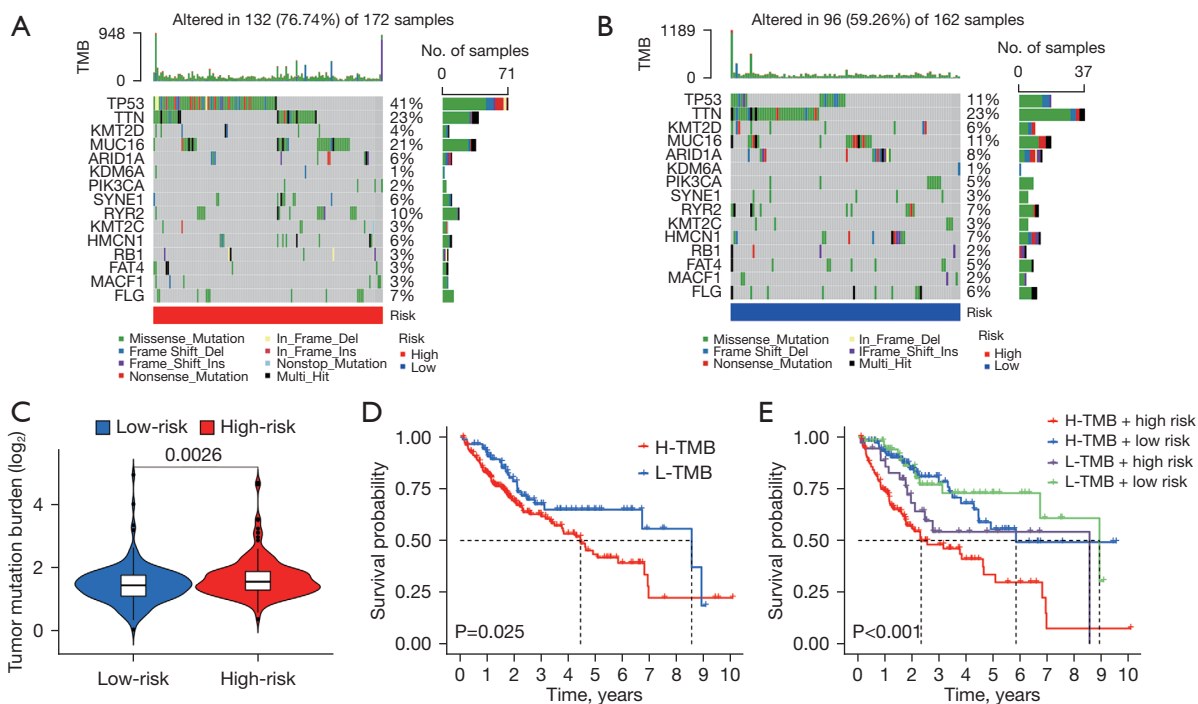 A
Altered in 132 (76.74%) of 172 samples
948
0
TMB
No. of samples
0 71
TP53 41%
TTN 23%
KMT2D 4%
MUC16 21%
ARID1A 6%
KDM6A 1%
PIK3CA 2%
SYNE1 6%
RYR2 10%
KMT2C 3%
HMCN1 6%
RB1 3%
FAT4 3%
MACF1 3%
FLG 7%
Risk
Missense_Mutation
Frame Shift_Del
Frame_Shift_Ins
Nonsense_Mutation
In_Frame_Del
In_Frame_Ins
Nonstop_Mutation
Multi_Hit
Risk
High
Low
B
Altered in 96 (59.26%) of 162 samples
1189
0
TMB
No. of samples
0 37
TP53 11%
TTN 23%
KMT2D 6%
MUC16 11%
ARID1A 8%
KDM6A 1%
PIK3CA 5%
SYNE1 3%
RYR2 7%
KMT2C 3%
HMCN1 7%
RB1 2%
FAT4 5%
MACF1 2%
FLG 6%
Risk
Missense_Mutation
Frame Shift_Del
Nonsense_Mutation
In_Frame_Del
IFrame_Shift_Ins
Multi_Hit
Risk
High
Low
C
Low-risk High-risk
0.0026
Tumor mutation burden (log2)
4
2
0
Low-risk High-risk
D
H-TMB
L-TMB
Survival probability
1.00
0.75
0.50
0.25
0.00
P=0.025
0 1 2 3 4 5 6 7 8 9 10
Time, years
E
H-TMB + high risk
H-TMB + low risk
L-TMB + high risk
L-TMB + low risk
Survival probability
1.00
0.75
0.50
0.25
0.00
P<0.001
0 1 2 3 4 5 6 7 8 9 10
Time, years